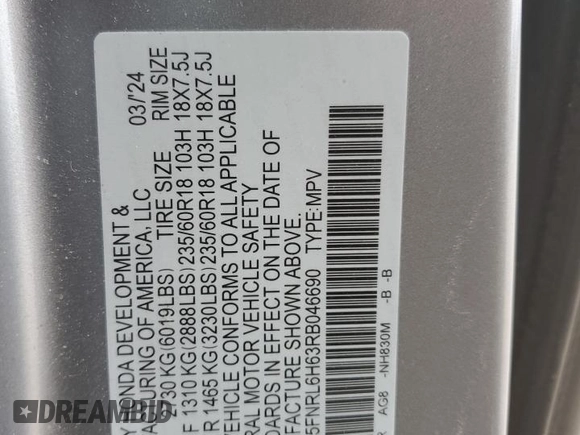 Y HONDA DEVELOPMENT &
ACTURING OF AMERICA, LLC 03/'24
2730 KG(6019LBS) TIRE SIZE RIM SIZE
F 1310 KG(2888LBS) 235/60R18 103H 18X7.5J
R 1465 KG(3230LBS) 235/60R18 103H 18X7.5J
VEHICLE CONFORMS TO ALL APPLICABLE
RAL MOTOR VEHICLE SAFETY
DARDS IN EFFECT ON THE DATE OF
FACTURE SHOWN ABOVE.
5FNRL6H63RB046690 TYPE:MPV
R AG8 -NH830M -B -B
AUTOBIDCAR